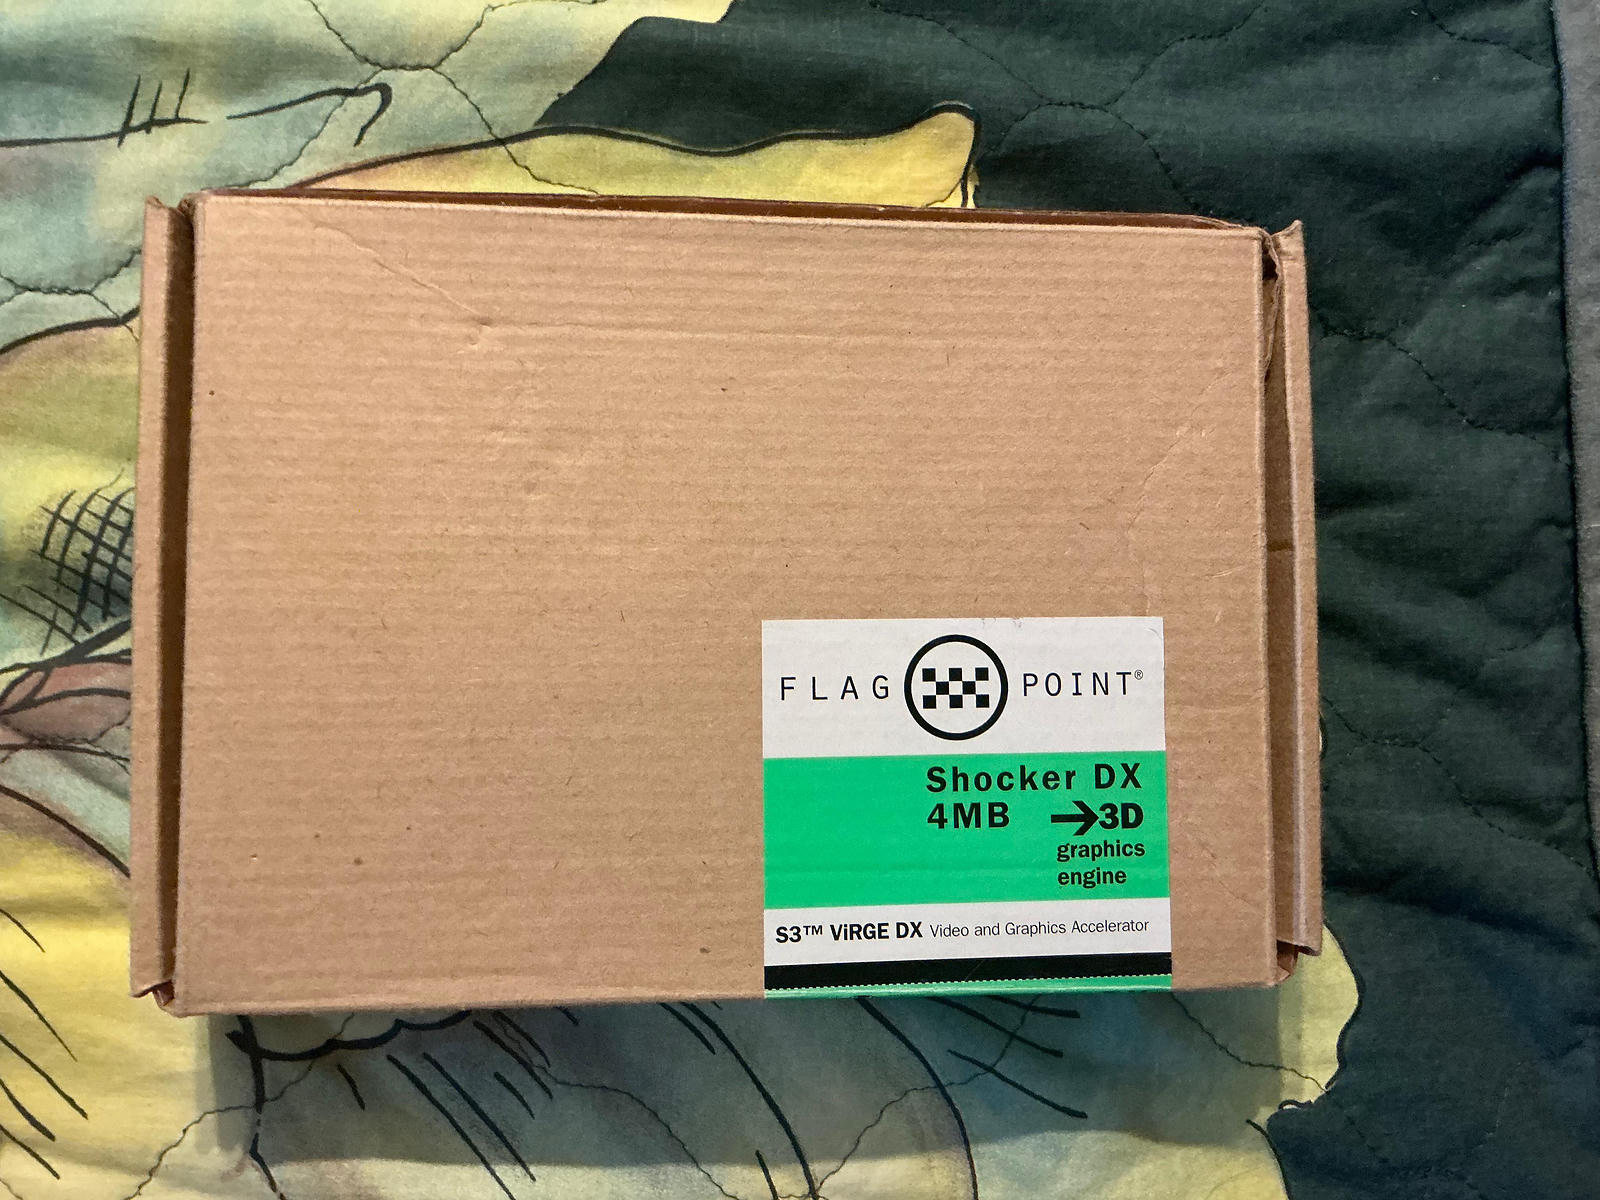 FLAG POINT®
Shocker DX
4MB →3D
graphics
engine
S3™ ViRGE DX Video and Graphics Accelerator